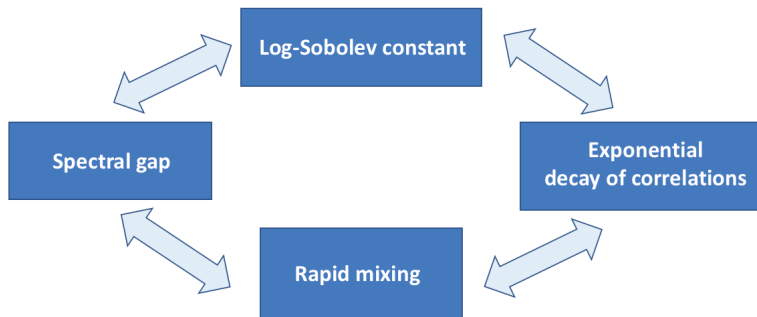 Log-Sobolev constant
Spectral gap
Exponential
decay of correlations
Rapid mixing